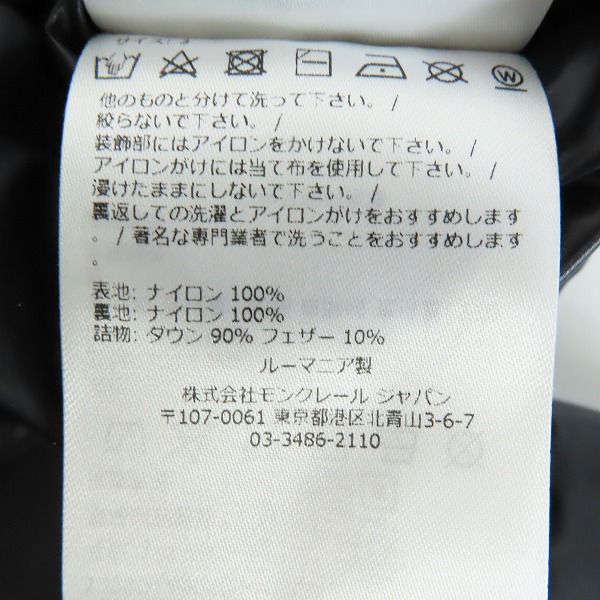 サイズ: 3
他のものと分けて洗って下さい。 /
絞らないで下さい。 /
装飾部にはアイロンをかけないで下さい。 /
アイロンがけには当て布を使用して下さい。 /
浸けたままにしないで下さい。 /
裏返しての洗濯とアイロンがけをおすすめします
。 / 著名な専門業者で洗うことをおすすめします
。
表地: ナイロン 100%
裏地: ナイロン 100%
詰物: ダウン 90% フェザー 10%
ルーマニア製
株式会社モンクレール ジャパン
〒107-0061 東京都港区北青山3-6-7
03-3486-2110